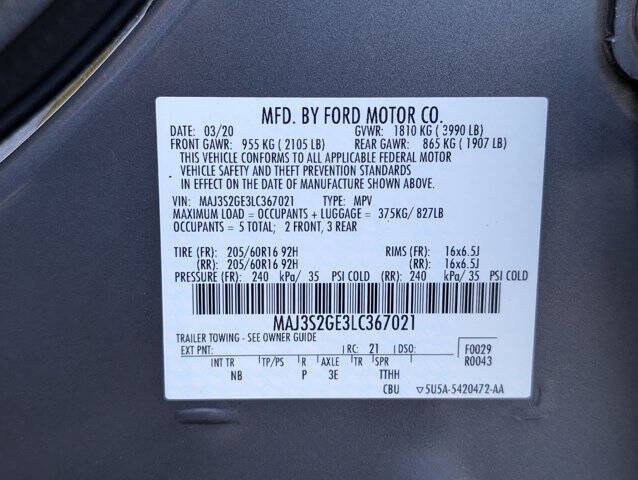 MFD. BY FORD MOTOR CO.
DATE: 03/20 GVWR: 1810 KG ( 3990 LB)
FRONT GAWR: 955 KG ( 2105 LB) REAR GAWR: 865 KG ( 1907 LB)
THIS VEHICLE CONFORMS TO ALL APPLICABLE FEDERAL MOTOR
VEHICLE SAFETY AND THEFT PREVENTION STANDARDS
IN EFFECT ON THE DATE OF MANUFACTURE SHOWN ABOVE.
VIN: MAJ3S2GE3LC367021 TYPE: MPV
MAXIMUM LOAD = OCCUPANTS + LUGGAGE = 375KG/ 827LB
OCCUPANTS = 5 TOTAL; 2 FRONT, 3 REAR
TIRE (FR): 205/60R16 92H RIMS (FR): 16x6.5J
(RR): 205/60R16 92H (RR): 16x6.5J
PRESSURE (FR): 240 kPa/ 35 PSI COLD (RR): 240 kPa/ 35 PSI COLD
MAJ3S2GE3LC367021
TRAILER TOWING - SEE OWNER GUIDE
EXT PNT: RC: 21 DSO: F0029
INT TR TP/PS R AXLE TR SPR R0043
NB P 3E TTHH
CBU ▽5U5A-5420472-AA